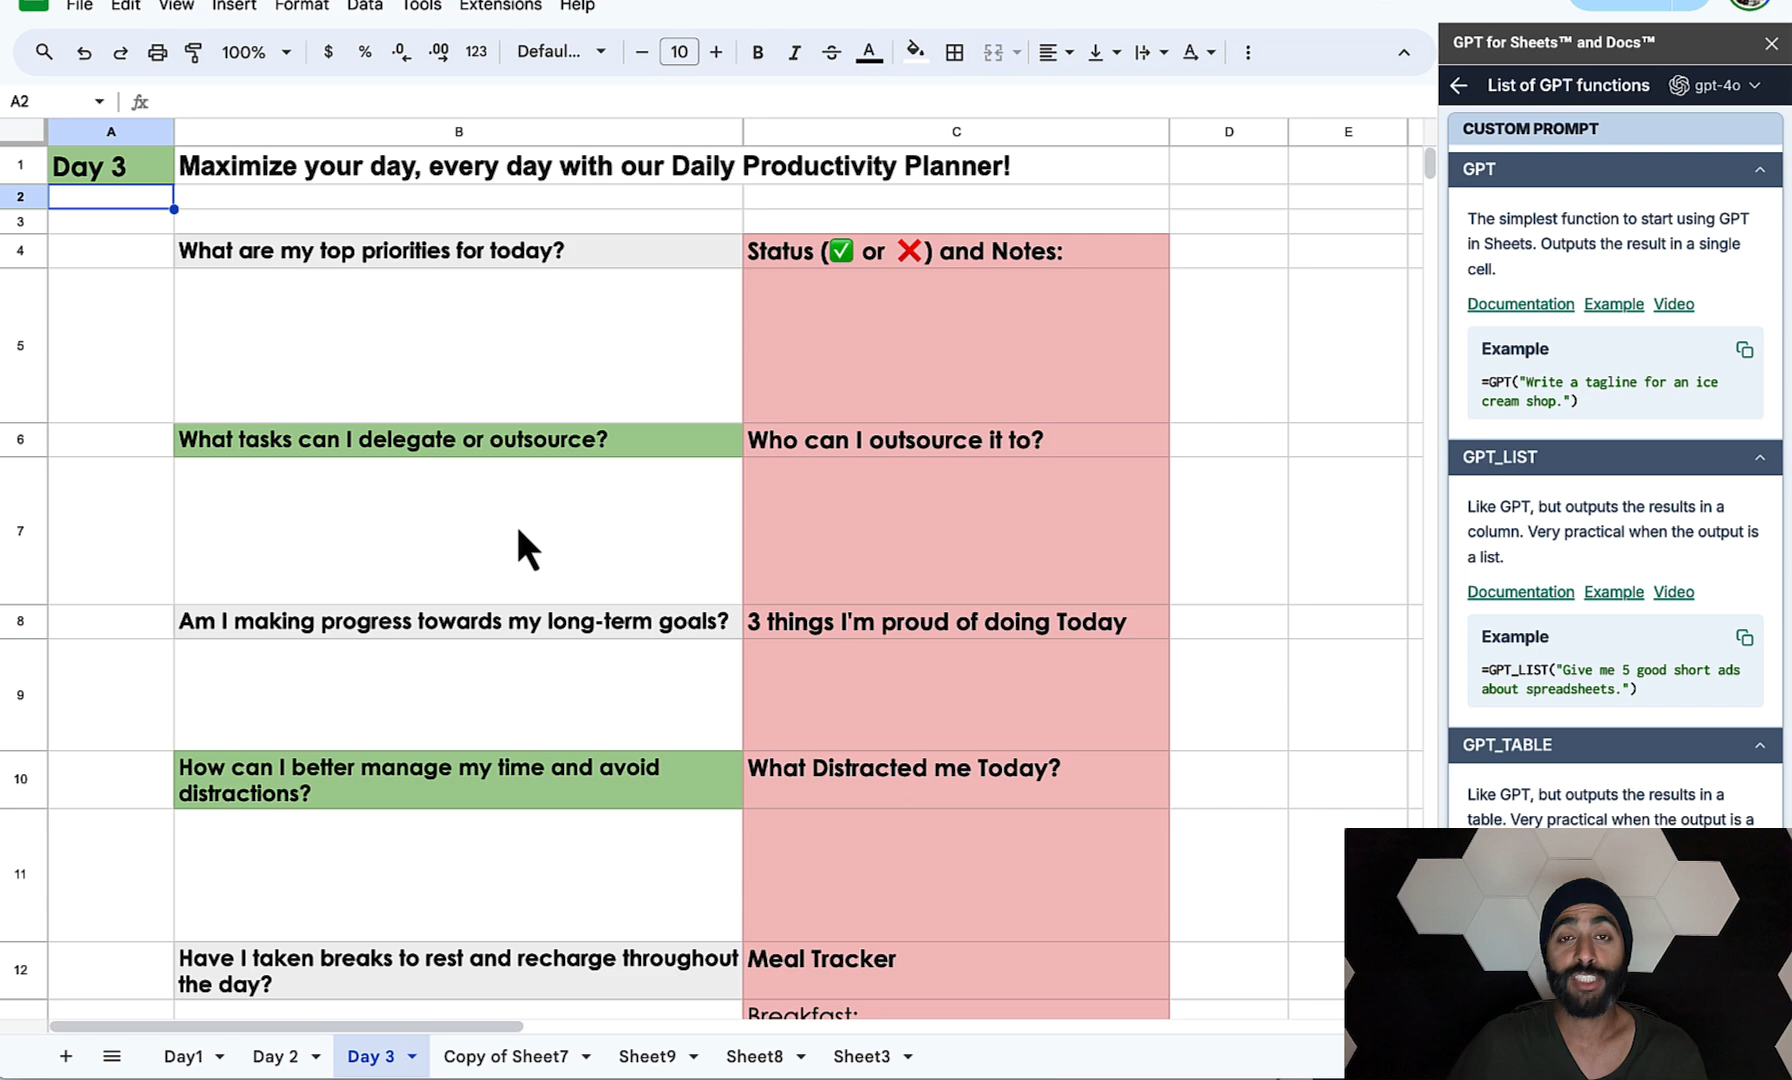 File Edit View Insert Format Data Tools Extensions Help
100% $ % .0 .00 123 Defaul... − 10 + B I A
A2 fx
A B C D E
1 Day 3 Maximize your day, every day with our Daily Productivity Planner!
2
3
4 What are my top priorities for today? Status (✅ or ❌) and Notes:
5
6 What tasks can I delegate or outsource? Who can I outsource it to?
7
8 Am I making progress towards my long-term goals? 3 things I'm proud of doing Today
9
10 How can I better manage my time and avoid distractions? What Distracted me Today?
11
12 Have I taken breaks to rest and recharge throughout the day? Meal Tracker
Breakfast:
+ Day1 Day 2 Day 3 Copy of Sheet7 Sheet9 Sheet8 Sheet3
GPT for Sheets™ and Docs™
List of GPT functions gpt-4o
CUSTOM PROMPT
GPT
The simplest function to start using GPT
in Sheets. Outputs the result in a single
cell.
Documentation Example Video
Example
=GPT("Write a tagline for an ice
cream shop.")
GPT_LIST
Like GPT, but outputs the results in a
column. Very practical when the output is
a list.
Documentation Example Video
Example
=GPT_LIST("Give me 5 good short ads
about spreadsheets.")
GPT_TABLE
Like GPT, but outputs the results in a
table. Very practical when the output is a